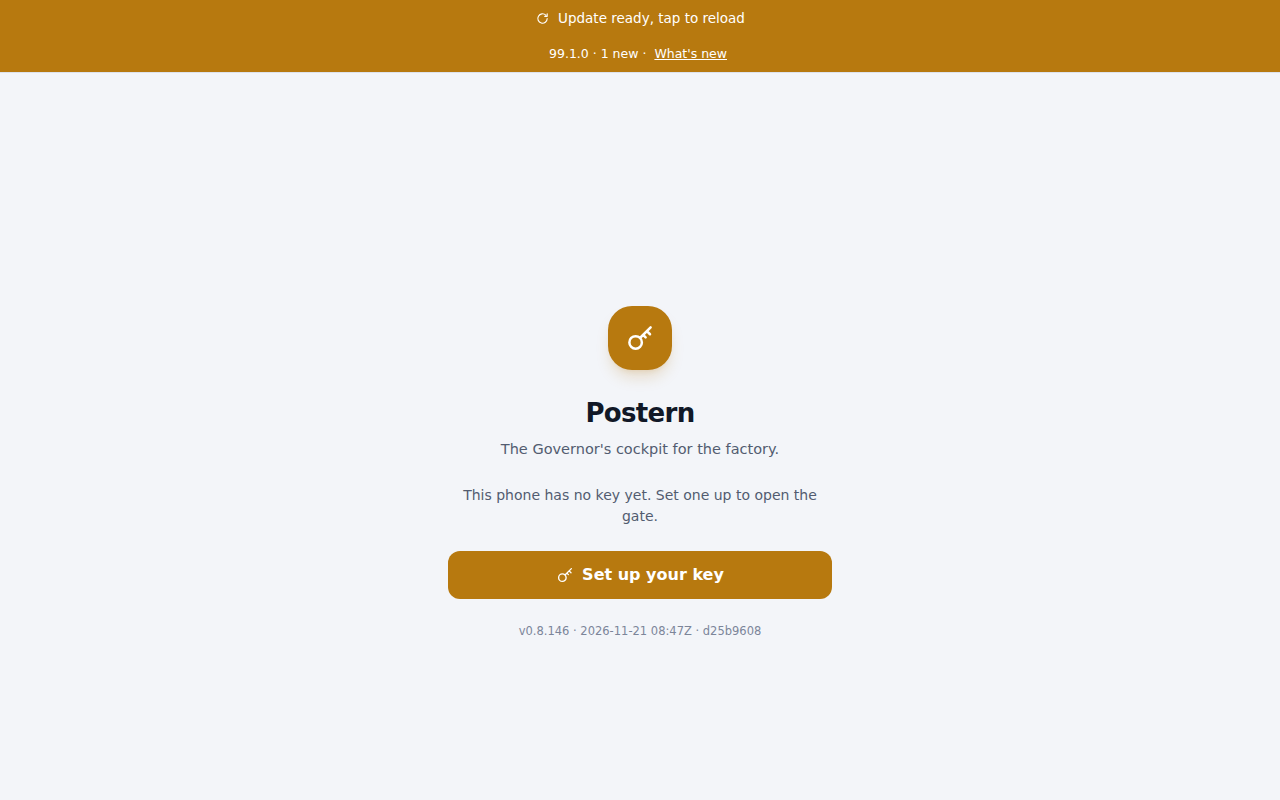 Update ready, tap to reload
99.1.0 · 1 new · What's new
Postern
The Governor's cockpit for the factory.
This phone has no key yet. Set one up to open the
gate.
Set up your key
v0.8.146 · 2026-11-21 08:47Z · d25b9608